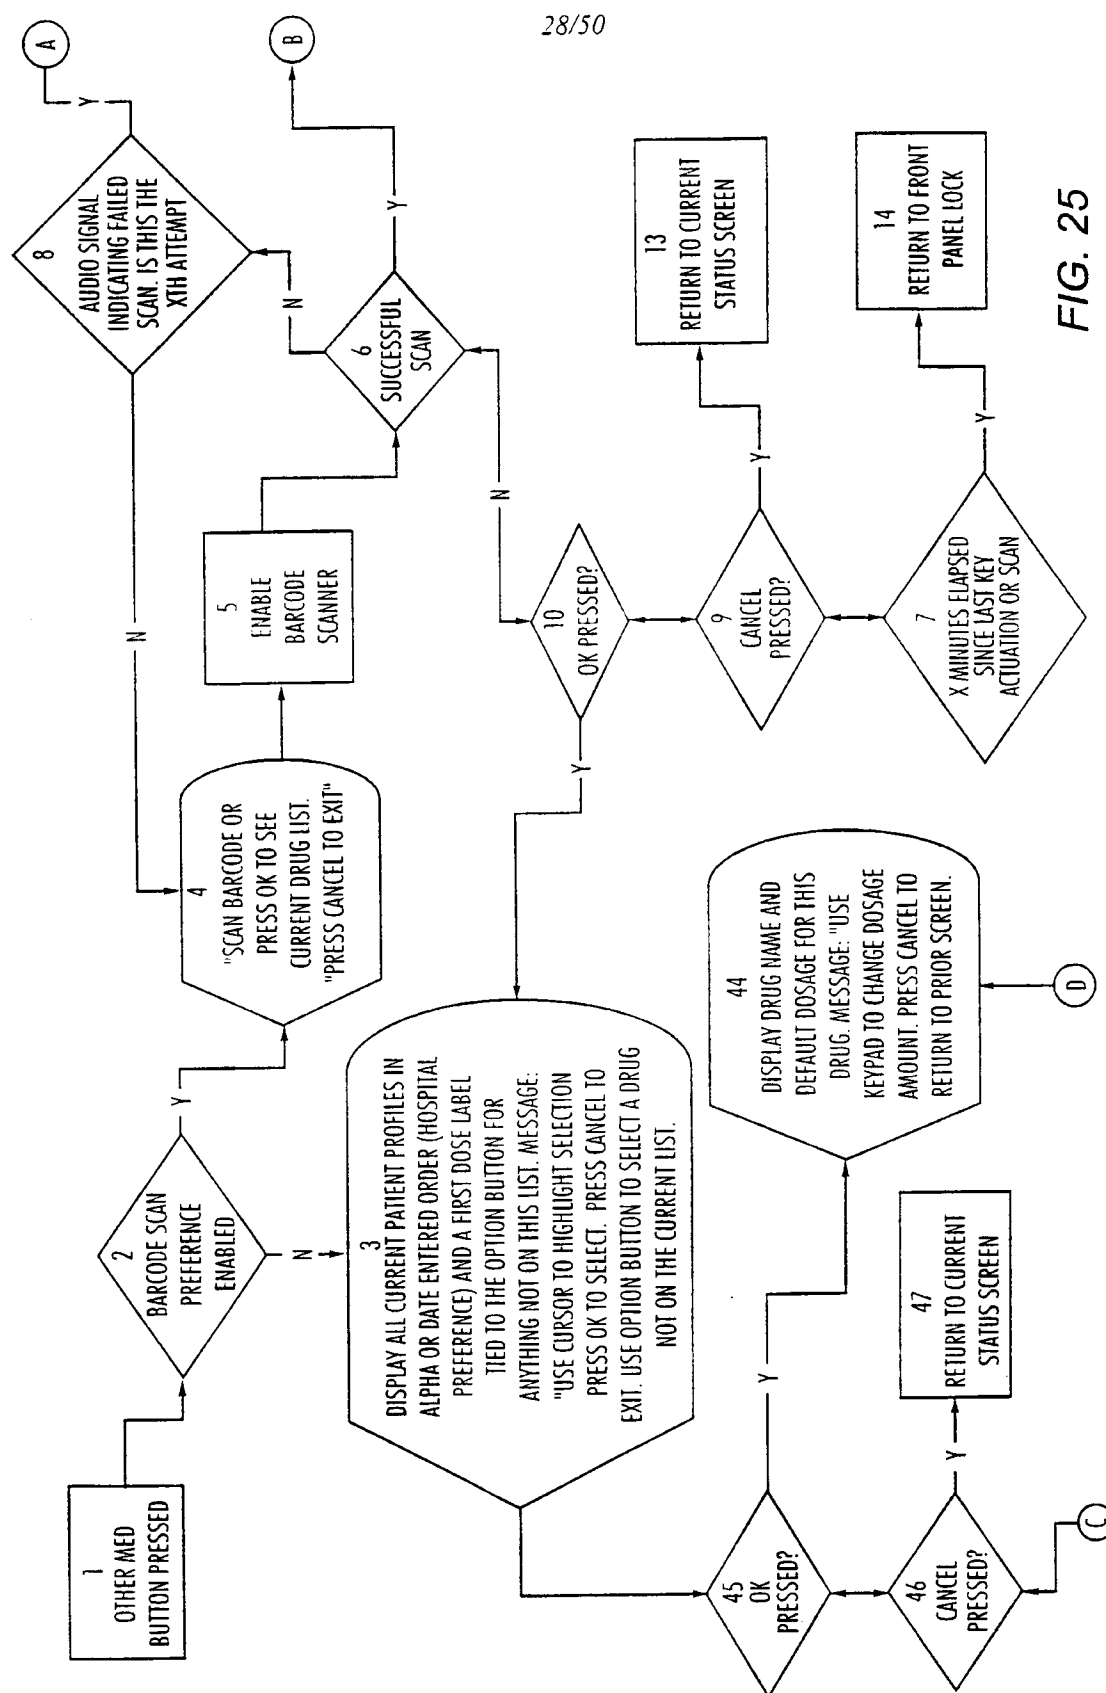 28/50
1
OTHER MED
BUTTON PRESSED
2
BARCODE SCAN
PREFERENCE
ENABLED
Y
N
3
DISPLAY ALL CURRENT PATIENT PROFILES IN
ALPHA OR DATE ENTERED ORDER (HOSPITAL
PREFERENCE) AND A FIRST DOSE LABEL
TIED TO THE OPTION BUTTON FOR
ANYTHING NOT ON THIS LIST. MESSAGE:
"USE CURSOR TO HIGHLIGHT SELECTION
PRESS OK TO SELECT. PRESS CANCEL TO
EXIT. USE OPTION BUTTON TO SELECT A DRUG
NOT ON THE CURRENT LIST.
4
"SCAN BARCODE OR
PRESS OK TO SEE
CURRENT DRUG LIST.
"PRESS CANCEL TO EXIT"
5
ENABLE
BARCODE
SCANNER
6
SUCCESSFUL
SCAN
Y
N
B
8
AUDIO SIGNAL
INDICATING FAILED
SCAN. IS THIS THE
XTH ATTEMPT
Y
A
N
N
10
OK PRESSED?
Y
9
CANCEL
PRESSED?
Y
13
RETURN TO CURRENT
STATUS SCREEN
7
X MINUTES ELAPSED
SINCE LAST KEY
ACTUATION OR SCAN
Y
14
RETURN TO FRONT
PANEL LOCK
45
OK
PRESSED?
Y
44
DISPLAY DRUG NAME AND
DEFAULT DOSAGE FOR THIS
DRUG. MESSAGE: "USE
KEYPAD TO CHANGE DOSAGE
AMOUNT. PRESS CANCEL TO
RETURN TO PRIOR SCREEN.
D
46
CANCEL
PRESSED?
Y
47
RETURN TO CURRENT
STATUS SCREEN
C
FIG. 25